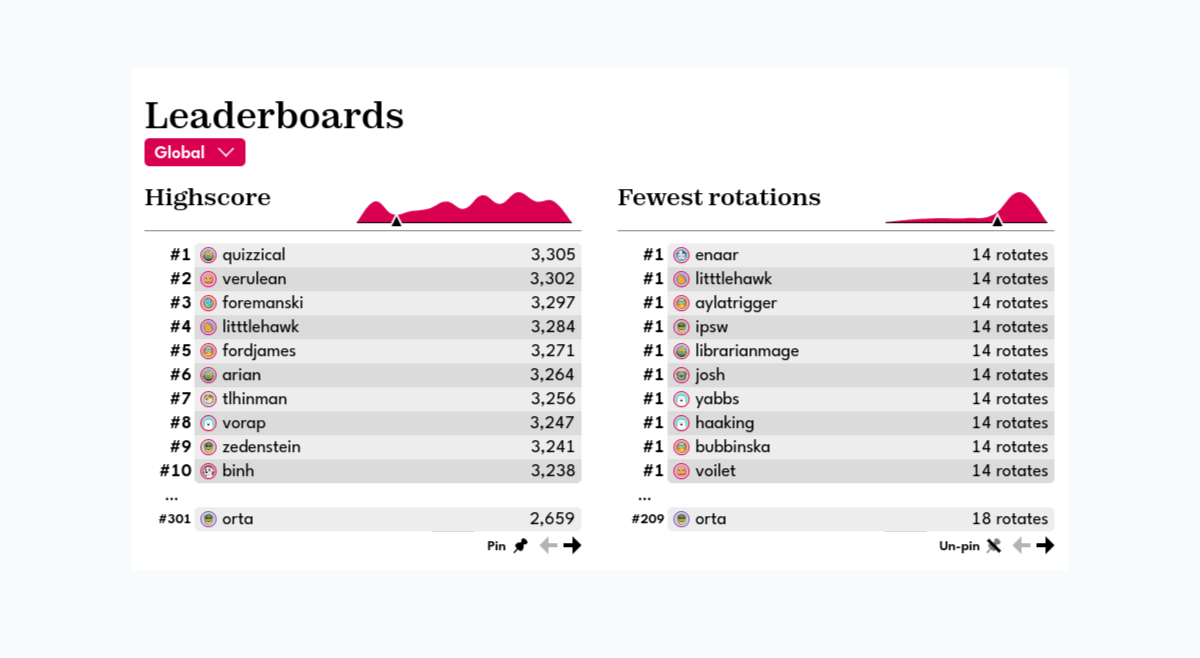 Leaderboards
Global
Highscore
#1 quizzical 3,305
#2 verulean 3,302
#3 foremanski 3,297
#4 litttlehawk 3,284
#5 fordjames 3,271
#6 arian 3,264
#7 tlhinman 3,256
#8 vorap 3,247
#9 zedenstein 3,241
#10 binh 3,238
...
#301 orta 2,659
Pin
Fewest rotations
#1 enaar 14 rotates
#1 litttlehawk 14 rotates
#1 aylatrigger 14 rotates
#1 ipsw 14 rotates
#1 librarianmage 14 rotates
#1 josh 14 rotates
#1 yabbs 14 rotates
#1 haaking 14 rotates
#1 bubbinska 14 rotates
#1 voilet 14 rotates
...
#209 orta 18 rotates
Un-pin